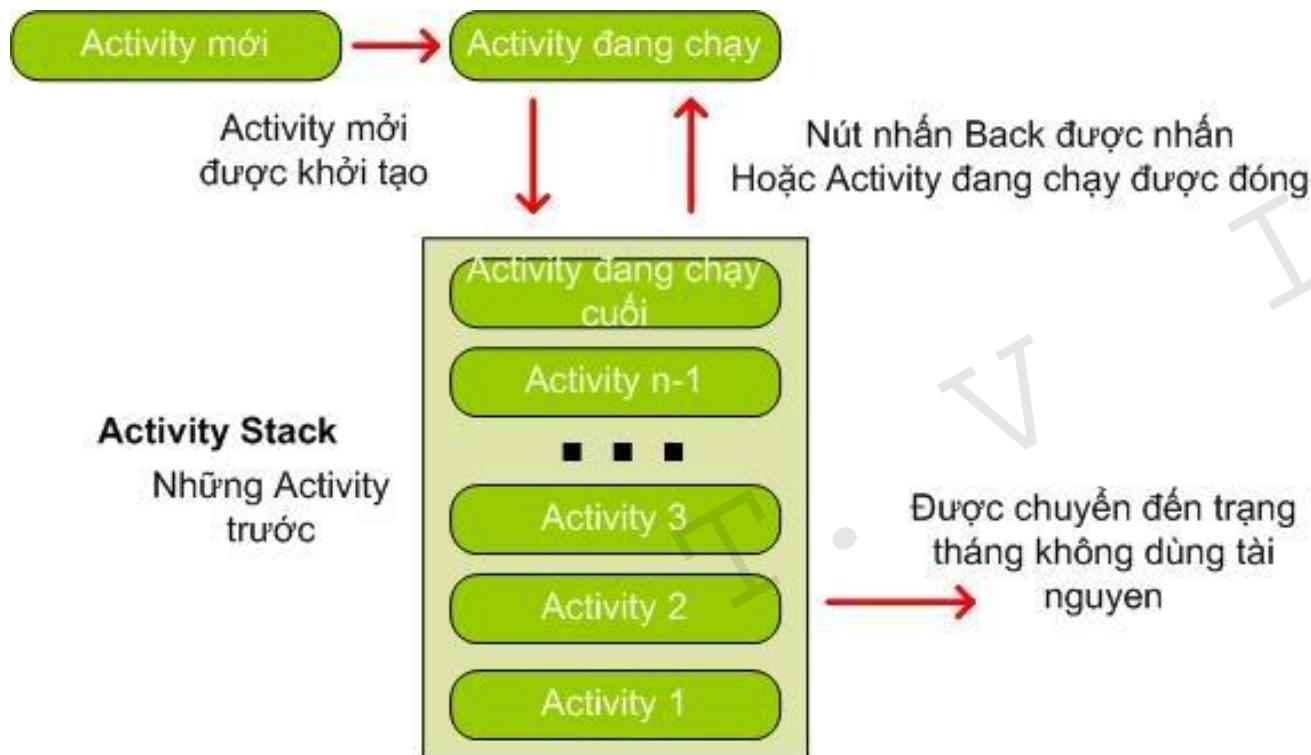 Activity mới
Activity đang chạy
Activity mởi
được khởi tạo
Nút nhấn Back được nhấn
Hoặc Activity đang chạy được đóng
Activity đang chạy
cuối
Activity n-1
Activity Stack
Những Activity
trước
Activity 3
Activity 2
Activity 1
Được chuyển đến trạng
tháng không dùng tài
nguyen
T . V I